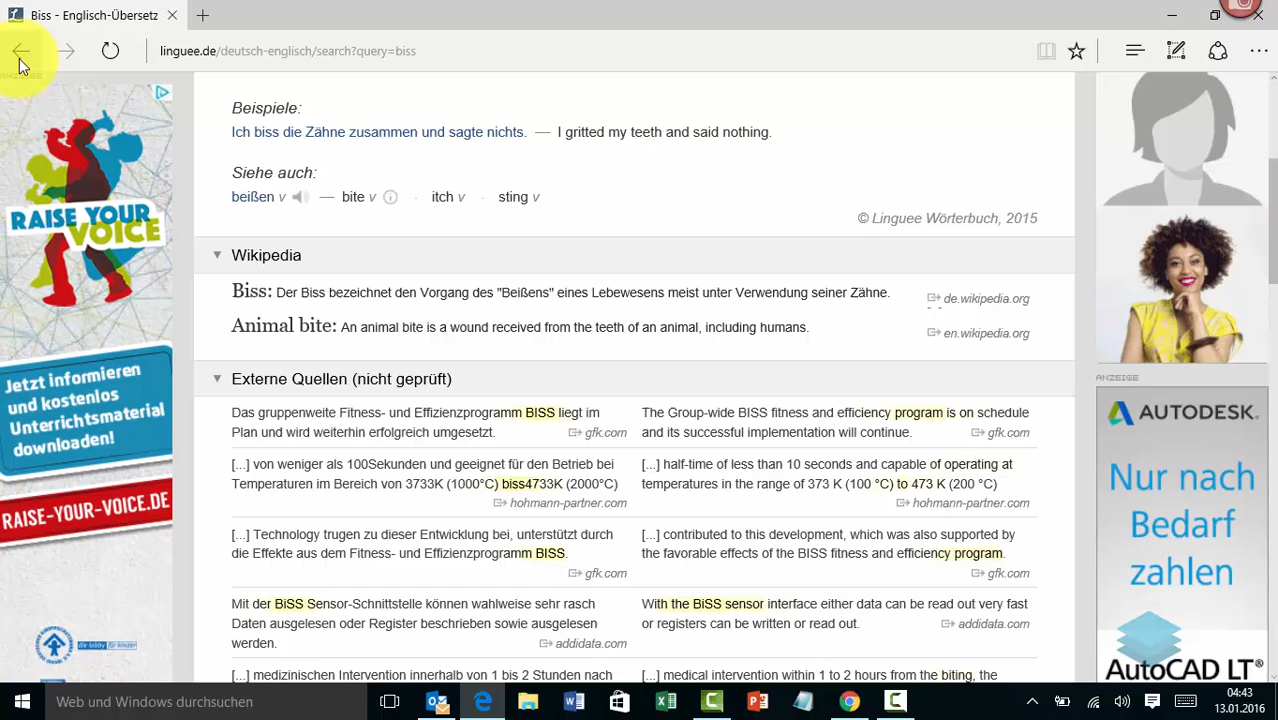 Biss - Englisch-Übersetz
linguee.de/deutsch-englisch/search?query=biss
ANZEIGE
RAISE YOUR
VOICE
Jetzt informieren
und kostenlos
Unterrichtsmaterial
downloaden!
RAISE-YOUR-VOICE.DE
die lobby für kinder
Beispiele:
Ich biss die Zähne zusammen und sagte nichts. — I gritted my teeth and said nothing.
Siehe auch:
beißen v — bite v · itch v · sting v
© Linguee Wörterbuch, 2015
Wikipedia
Biss: Der Biss bezeichnet den Vorgang des "Beißens" eines Lebewesens meist unter Verwendung seiner Zähne.
de.wikipedia.org
Animal bite: An animal bite is a wound received from the teeth of an animal, including humans.
en.wikipedia.org
Externe Quellen (nicht geprüft)
Das gruppenweite Fitness- und Effizienzprogramm BISS liegt im
Plan und wird weiterhin erfolgreich umgesetzt.
gfk.com
The Group-wide BISS fitness and efficiency program is on schedule
and its successful implementation will continue.
gfk.com
[...] von weniger als 100Sekunden und geeignet für den Betrieb bei
Temperaturen im Bereich von 3733K (1000°C) biss4733K (2000°C)
hohmann-partner.com
[...] half-time of less than 10 seconds and capable of operating at
temperatures in the range of 373 K (100 °C) to 473 K (200 °C)
hohmann-partner.com
[...] Technology trugen zu dieser Entwicklung bei, unterstützt durch
die Effekte aus dem Fitness- und Effizienzprogramm BISS.
gfk.com
[...] contributed to this development, which was also supported by
the favorable effects of the BISS fitness and efficiency program.
gfk.com
Mit der BiSS Sensor-Schnittstelle können wahlweise sehr rasch
Daten ausgelesen oder Register beschrieben sowie ausgelesen
werden.
addidata.com
With the BiSS sensor interface either data can be read out very fast
or registers can be written or read out.
addidata.com
[...] medizinischen Intervention innerhalb von 1 bis 2 Stunden nach
[...] medical intervention within 1 to 2 hours from the biting, the
ANZEIGE
AUTODESK.
Nur nach
Bedarf
zahlen
AutoCAD LT
Web und Windows durchsuchen
04:43
13.01.2016